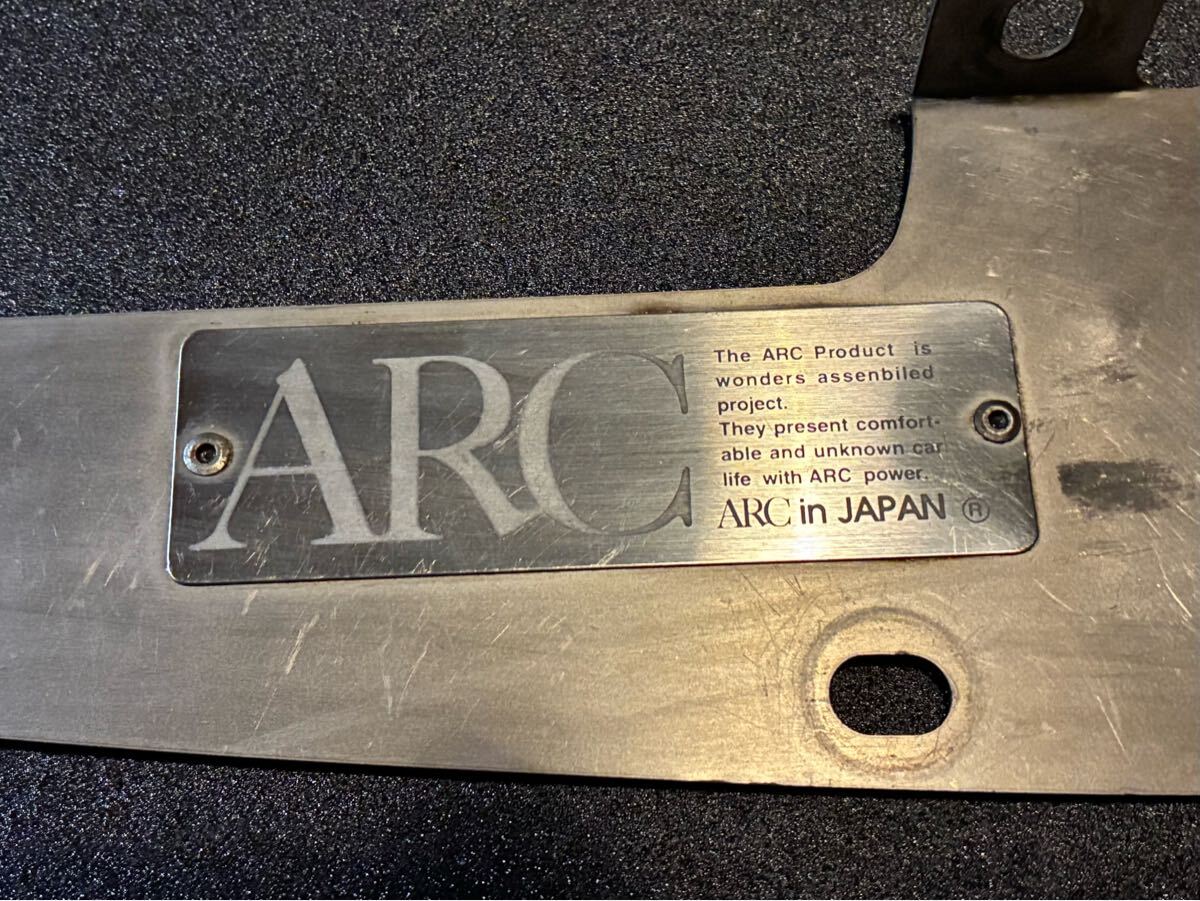 ARC
The ARC Product is
wonders assenbiled
project.
They present comfort-
able and unknown car
life with ARC power.
ARC in JAPAN ®